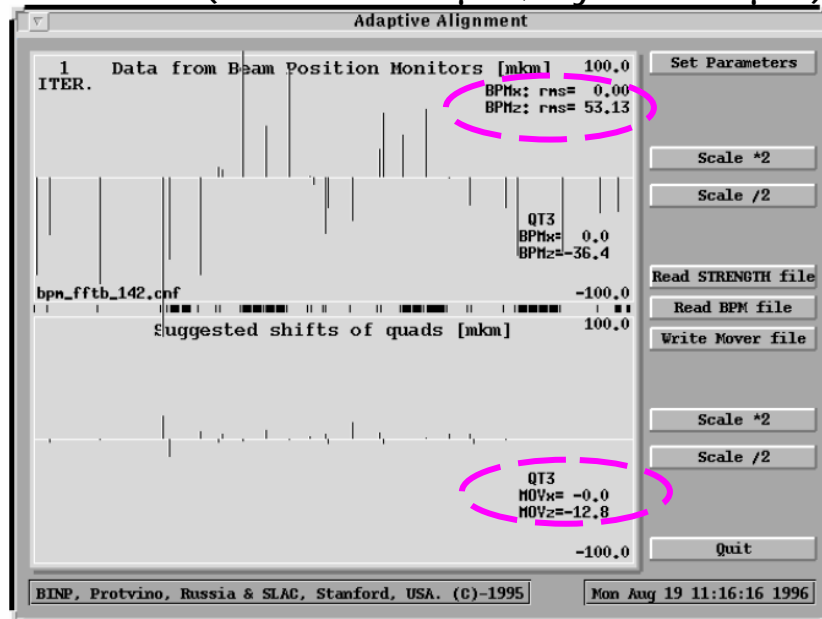 Adaptive Alignment
1 Data from Beam Position Monitors [mkm] 100.0
ITER.
BPMx: rms= 0.00
BPMz: rms= 53.13
QT3
BPMx= 0.0
BPMz=-36.4
bpm_fftb_142.cnf
-100.0
Suggested shifts of quads [mkm] 100.0
QT3
MOVx= -0.0
MOVz=-12.8
-100.0
Set Parameters
Scale *2
Scale /2
Read STRENGTH file
Read BPM file
Write Mover file
Scale *2
Scale /2
Quit
BINP, Protvino, Russia & SLAC, Stanford, USA. (C)-1995
Mon Aug 19 11:16:16 1996